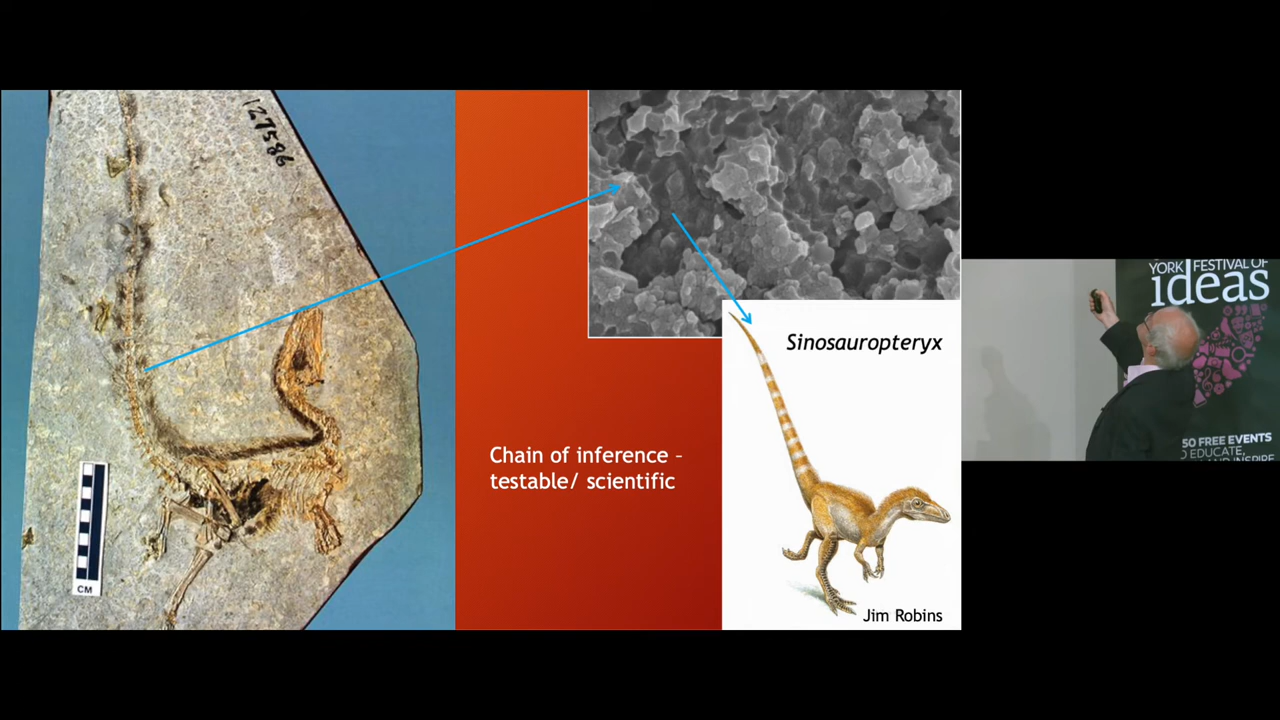 127586
CM
Chain of inference –
testable/ scientific
Sinosauropteryx
Jim Robins
YORK FESTIVAL OF
ideas
50 FREE EVENTS
EDUCATE,